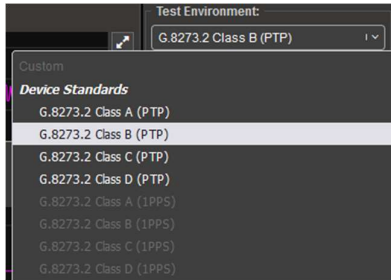 Test Environment:
G.8273.2 Class B (PTP)
Custom
Device Standards
G.8273.2 Class A (PTP)
G.8273.2 Class B (PTP)
G.8273.2 Class C (PTP)
G.8273.2 Class D (PTP)
G.8273.2 Class A (1PPS)
G.8273.2 Class B (1PPS)
G.8273.2 Class C (1PPS)
G.8273.2 Class D (1PPS)